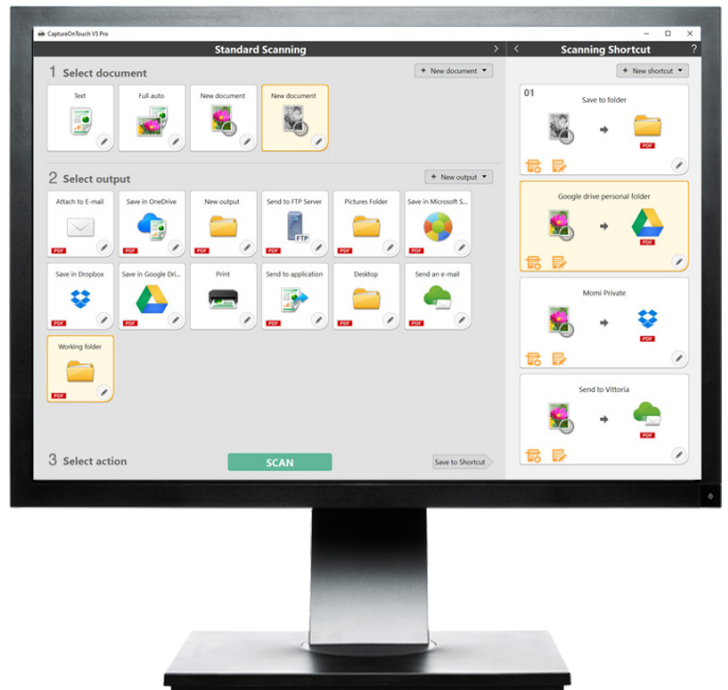 CaptureOnTouch V5 Pro
Standard Scanning
Scanning Shortcut
?
1 Select document
+ New document
+ New shortcut
Text
Full auto
New document
New document
01
Save to folder
PDF
2 Select output
+ New output
Attach to E-mail
Save in OneDrive
New output
Send to FTP Server
Pictures Folder
Save in Microsoft S...
FTP
PDF
PDF
PDF
PDF
PDF
PDF
Google drive personal folder
PDF
Save in Dropbox
Save in Google Dri...
Print
Send to application
Desktop
Send an e-mail
PDF
PDF
PDF
PDF
PDF
Momi Private
PDF
Working folder
PDF
Send to Vittoria
PDF
3 Select action
SCAN
Save to Shortcut